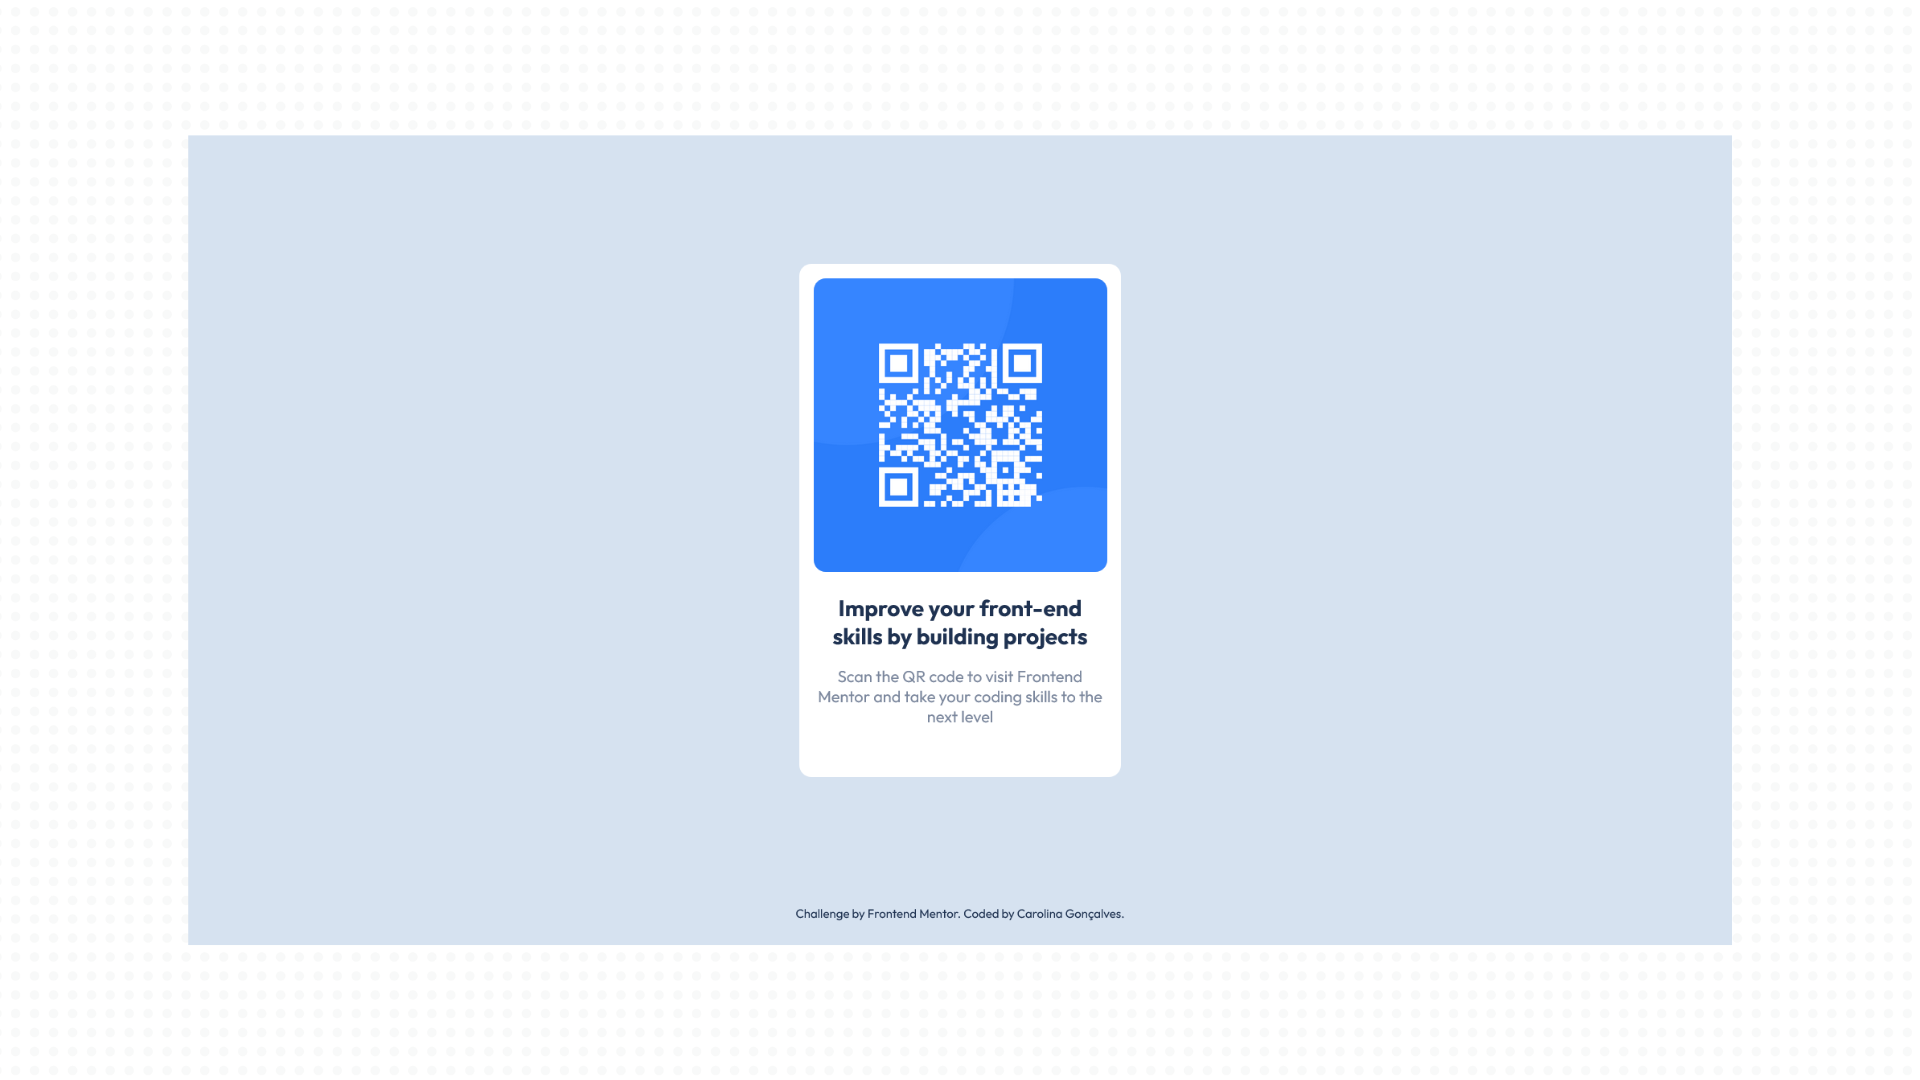 Improve your front-end
skills by building projects
Scan the QR code to visit Frontend
Mentor and take your coding skills to the
next level
Challenge by Frontend Mentor. Coded by Carolina Gonçalves.